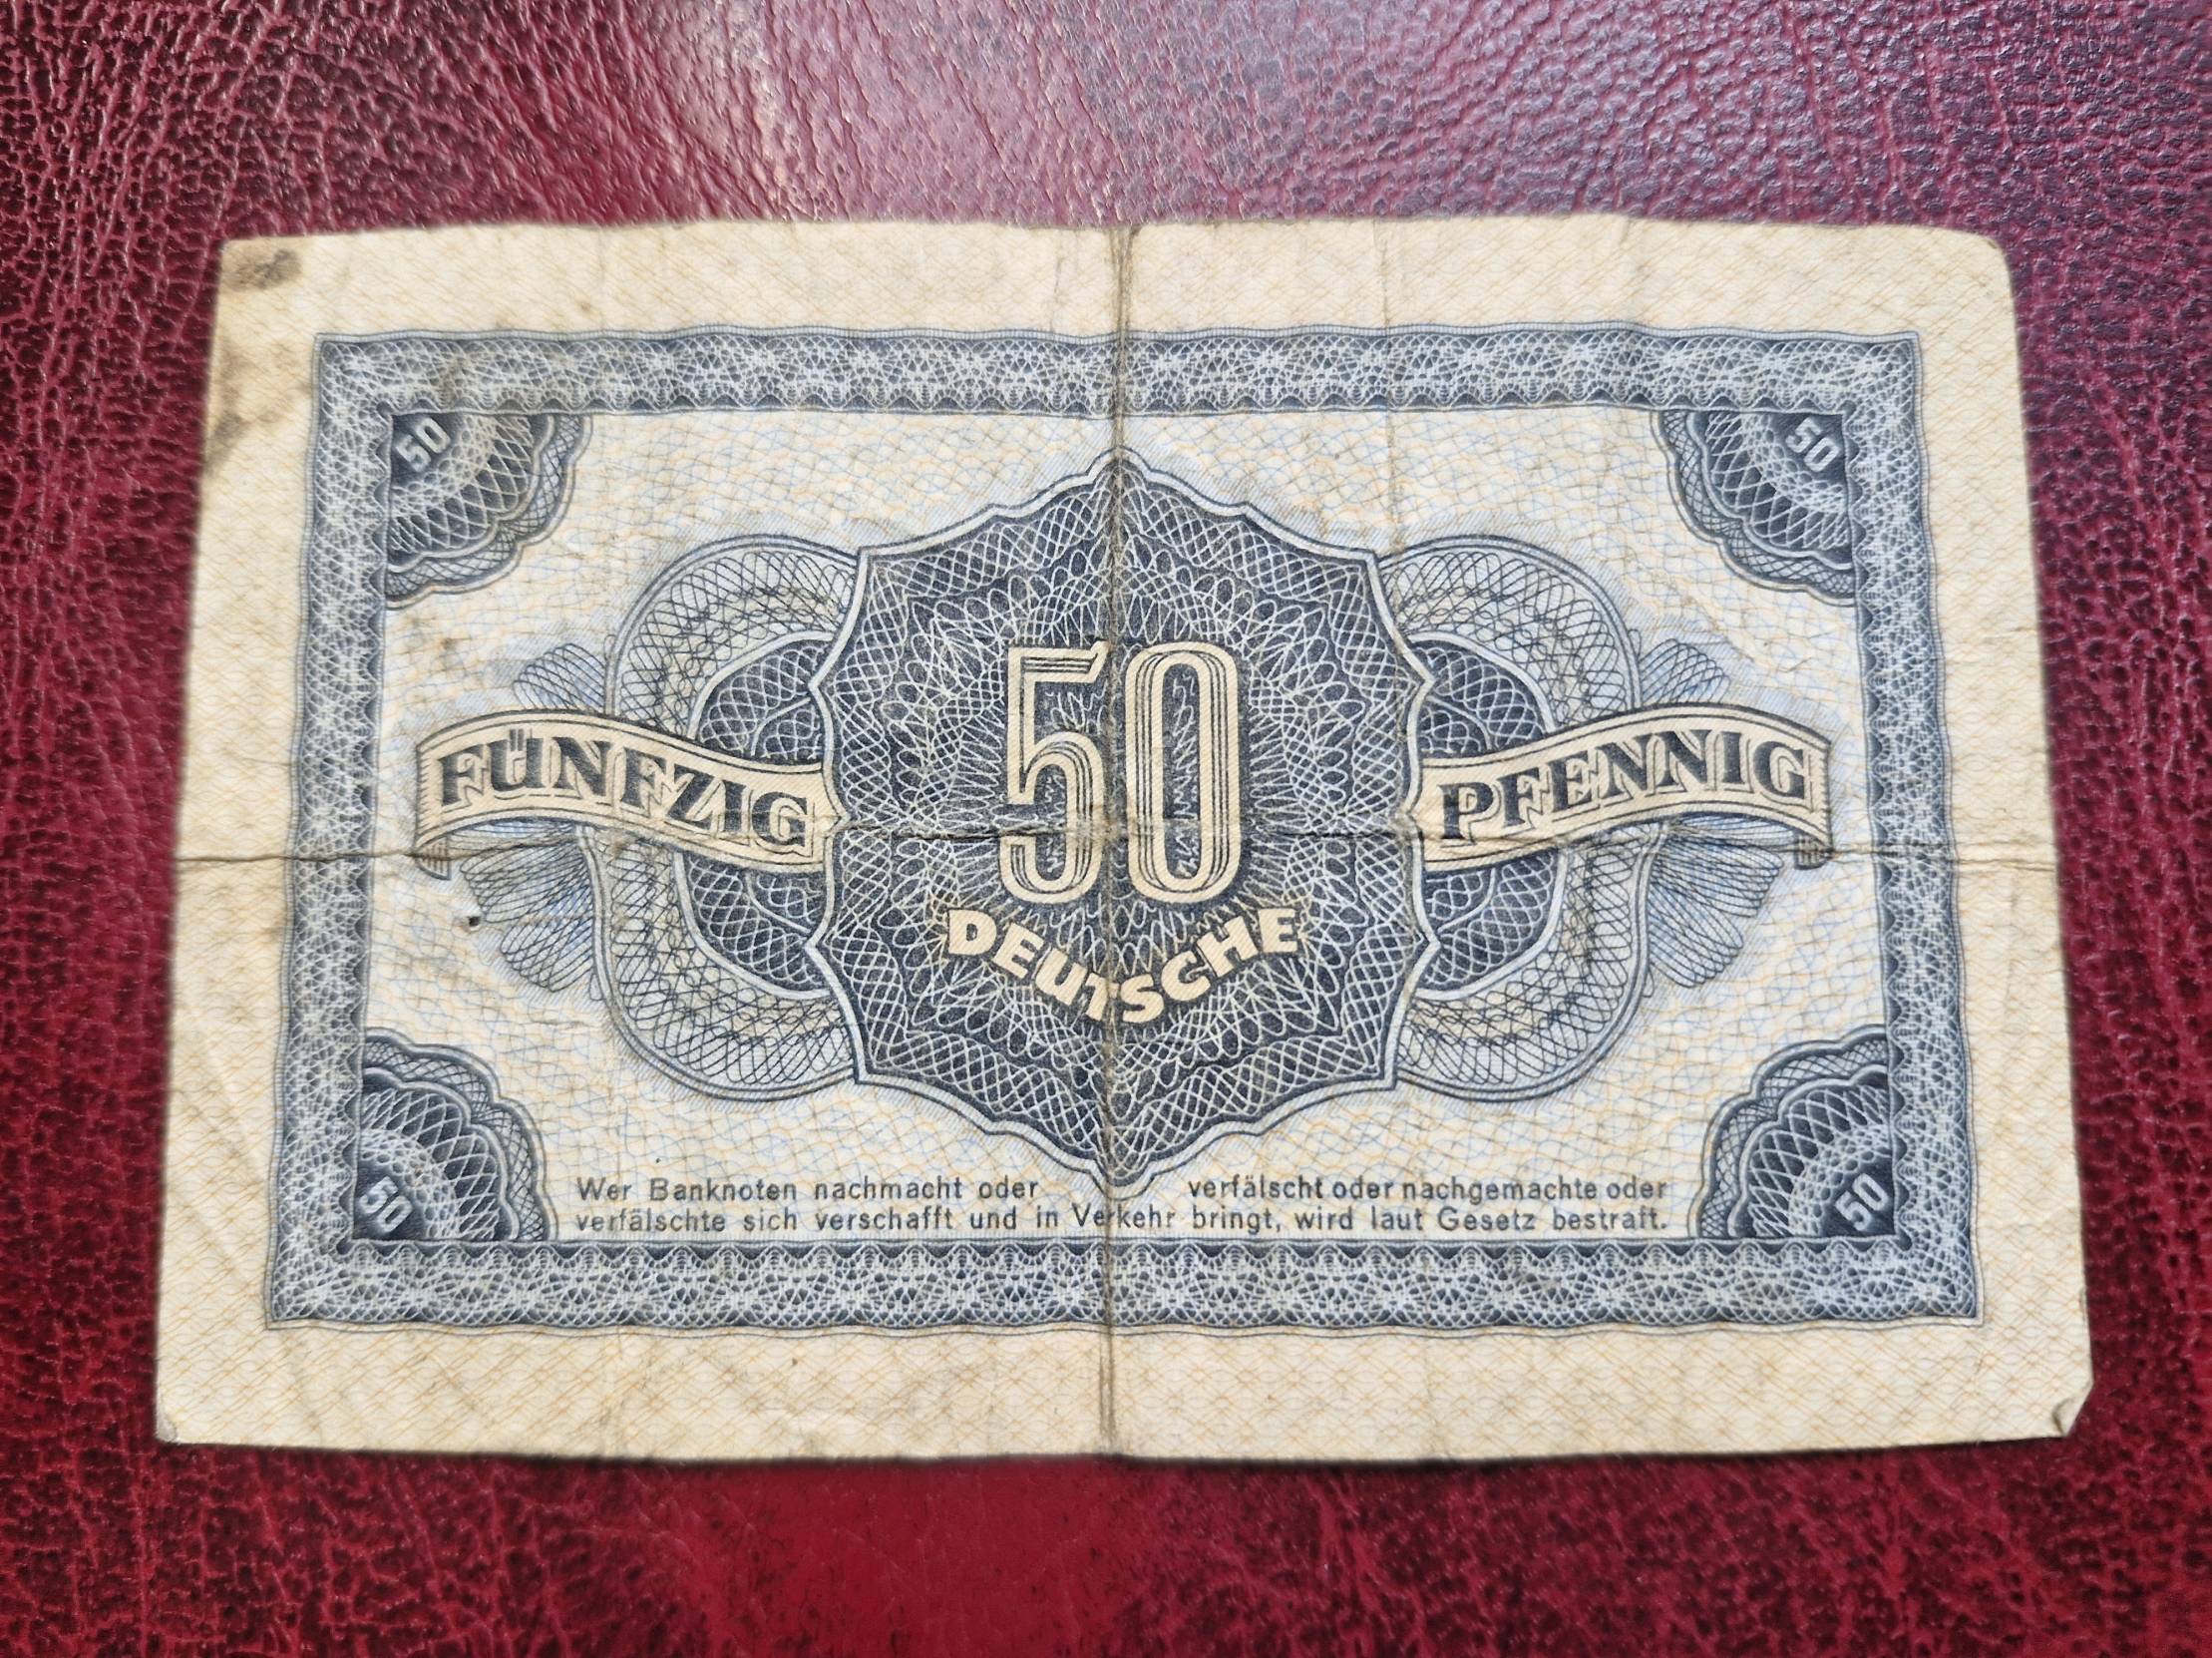 50 50
50
FÜNFZIG PFENNIG
DEUTSCHE
Wer Banknoten nachmacht oder verfälscht oder nachgemachte oder
verfälschte sich verschafft und in Verkehr bringt, wird laut Gesetz bestraft.
50 50